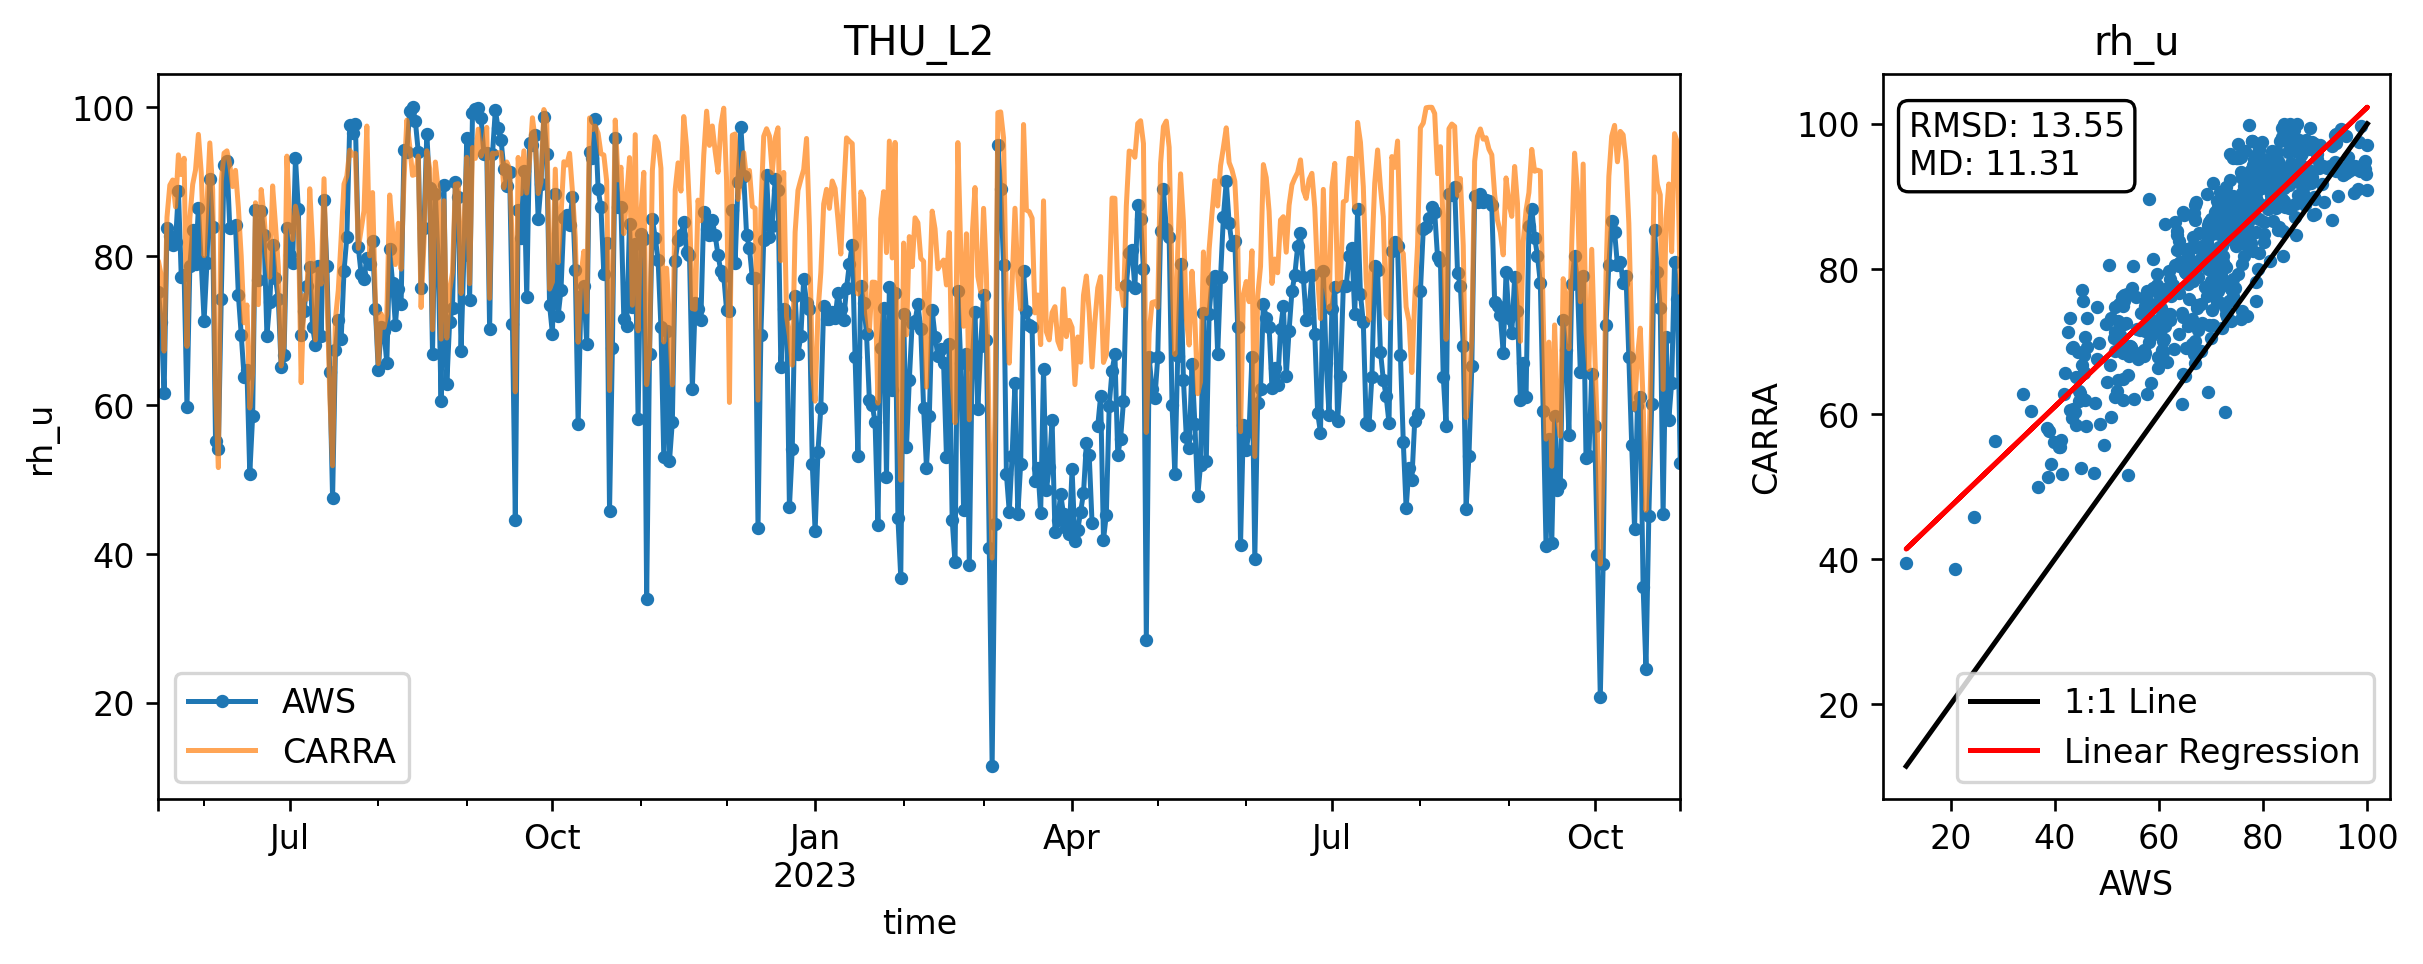 THU_L2
rh_u
100
80
60
40
20
AWS
CARRA
Jul
Oct
Jan
2023
Apr
Jul
Oct
time
rh_u
RMSD: 13.55
MD: 11.31
CARRA
100
80
60
40
20
1:1 Line
Linear Regression
20
40
60
80
100
AWS